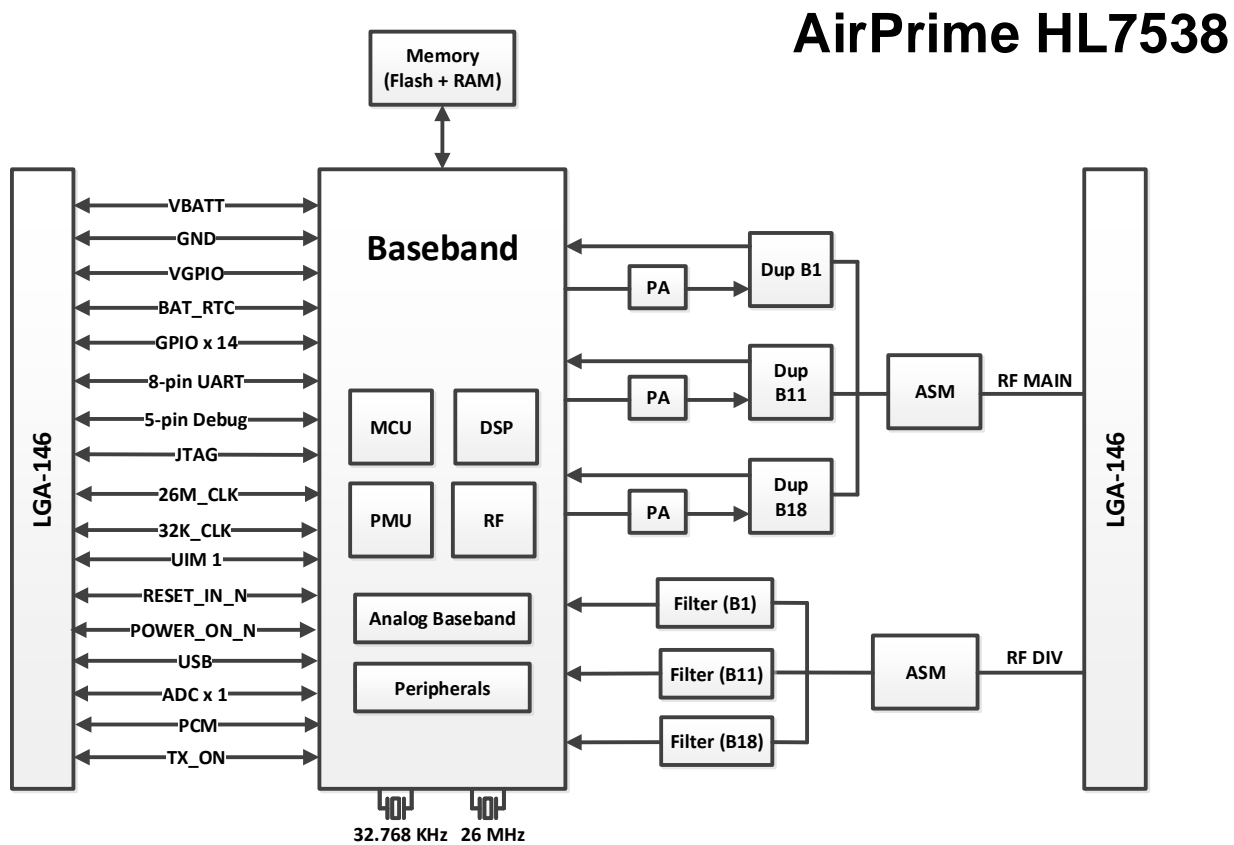 AirPrime HL7538
Memory
(Flash + RAM)
LGA-146
VBATT
GND
VGPIO
BAT_RTC
GPIO x 14
8-pin UART
5-pin Debug
JTAG
26M_CLK
32K_CLK
UIM 1
RESET_IN_N
POWER_ON_N
USB
ADC x 1
PCM
TX_ON
Baseband
MCU
DSP
PMU
RF
Analog Baseband
Peripherals
32.768 KHz
26 MHz
PA
Dup B1
PA
Dup
B11
PA
Dup
B18
ASM
RF MAIN
Filter (B1)
Filter (B11)
Filter (B18)
ASM
RF DIV
LGA-146